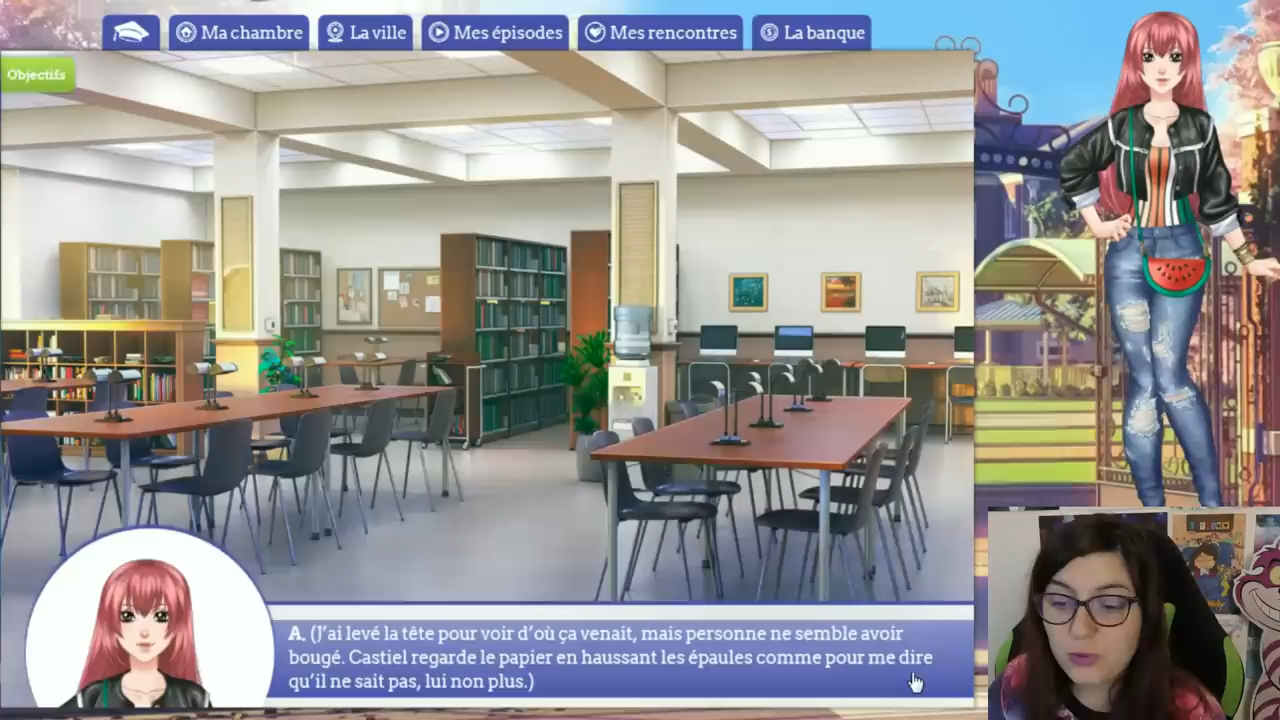 Ma chambre
La ville
Mes épisodes
Mes rencontres
La banque
Objectifs
A. (J'ai levé la tête pour voir d'où ça venait, mais personne ne semble avoir
bougé. Castiel regarde le papier en haussant les épaules comme pour me dire
qu'il ne sait pas, lui non plus.)